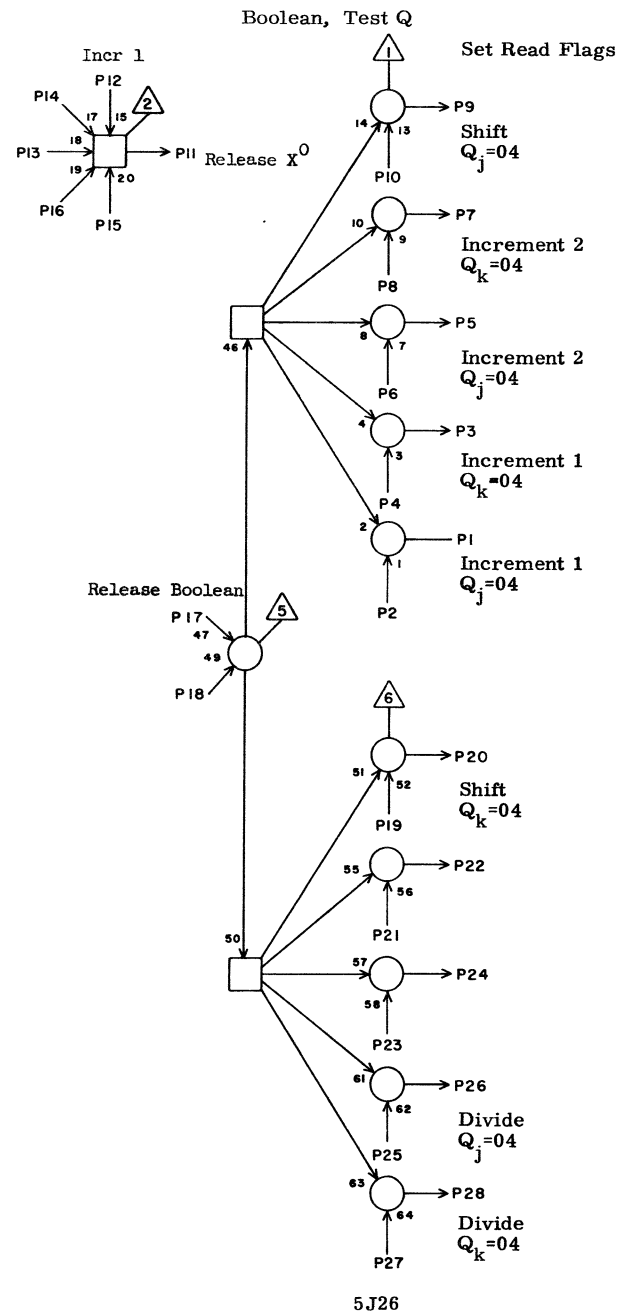 Boolean, Test Q
1
Set Read Flags
Incr 1
P12
P14
17
15
2
18
P13
P11
Release X⁰
19
20
P16
P15
14
13
P9
Shift
Qj=04
P10
10
9
P7
Increment 2
Qk=04
P8
46
8
7
P5
Increment 2
Qj=04
P6
4
3
P3
Increment 1
Qk=04
P4
2
1
P1
Increment 1
Qj=04
P2
Release Boolean
P17
47
5
49
P18
6
51
52
P20
Shift
Qk=04
P19
55
56
P22
P21
50
57
58
P24
P23
61
62
P26
Divide
Qj=04
P25
63
64
P28
Divide
Qk=04
P27
5J26